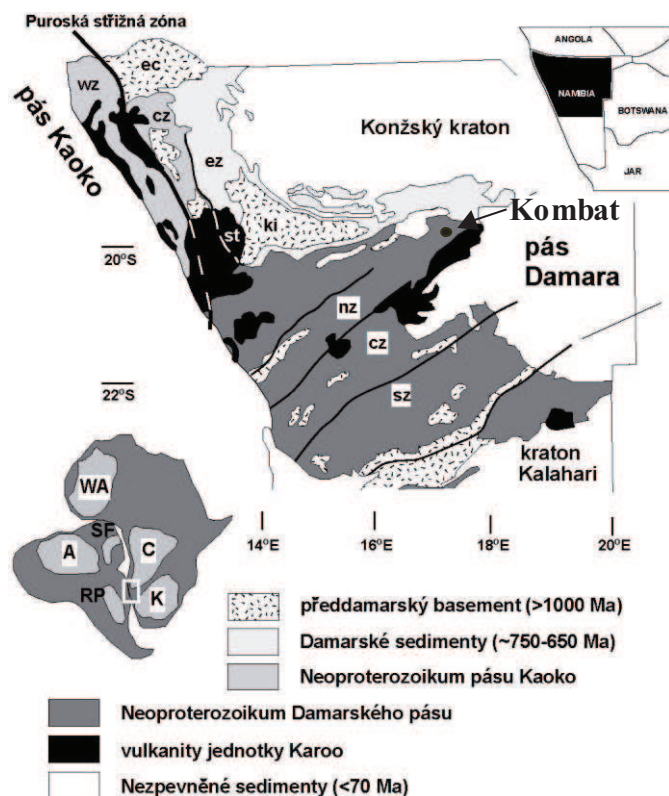 Puroská střižná zóna
ANGOLA
NAMIBIA
BOTSWANA
JAR
ec
wz
cz
pás Kaoko
ez
Konžský kraton
Kombat
st
ki
20°S
pás
Damara
nz
cz
22°S
sz
kraton
Kalahari
WA
SF
A
C
RP
K
14°E
16°E
18°E
20°E
předdamarský basement (>1000 Ma)
Damarské sedimenty (~750-650 Ma)
Neoproterozoikum pásu Kaoko
Neoproterozoikum Damarského pásu
vulkanity jednotky Karoo
Nezpevněné sedimenty (<70 Ma)